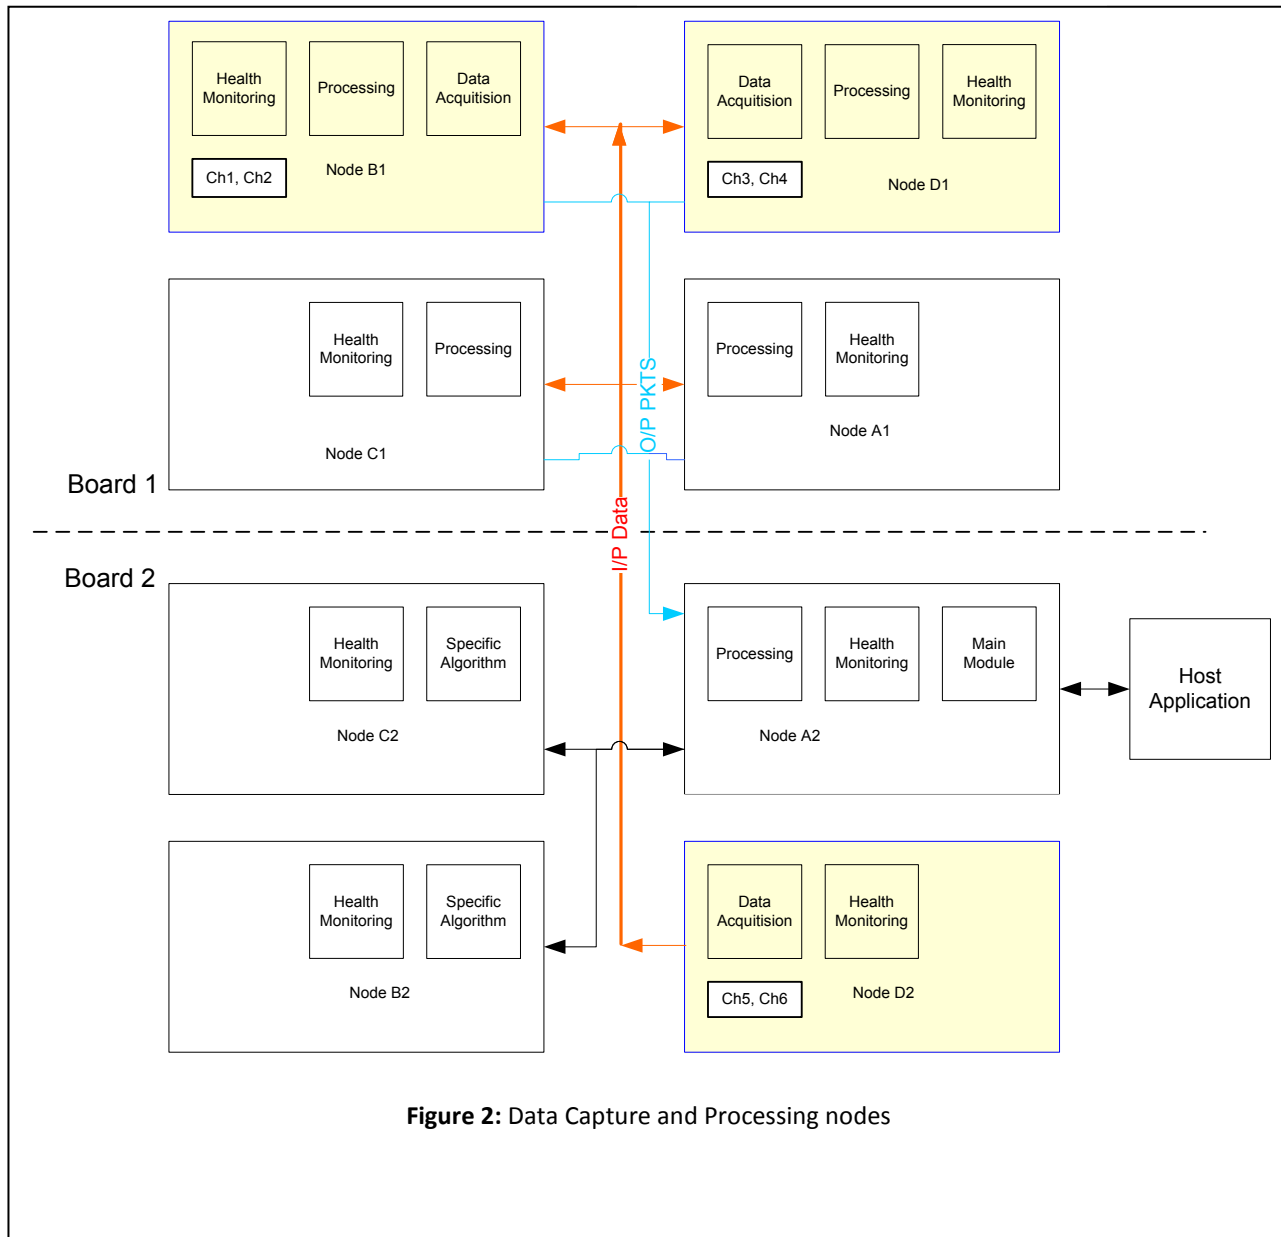 Health
Monitoring
Processing
Data
Acquitision
Ch1, Ch2
Node B1
Data
Acquitision
Processing
Health
Monitoring
Ch3, Ch4
Node D1
Health
Monitoring
Processing
Node C1
Processing
Health
Monitoring
Node A1
O/P PKTS
I/P Data
Board 1
Board 2
Health
Monitoring
Specific
Algorithm
Node C2
Processing
Health
Monitoring
Main
Module
Node A2
Host
Application
Health
Monitoring
Specific
Algorithm
Node B2
Data
Acquitision
Health
Monitoring
Ch5, Ch6
Node D2
Figure 2: Data Capture and Processing nodes